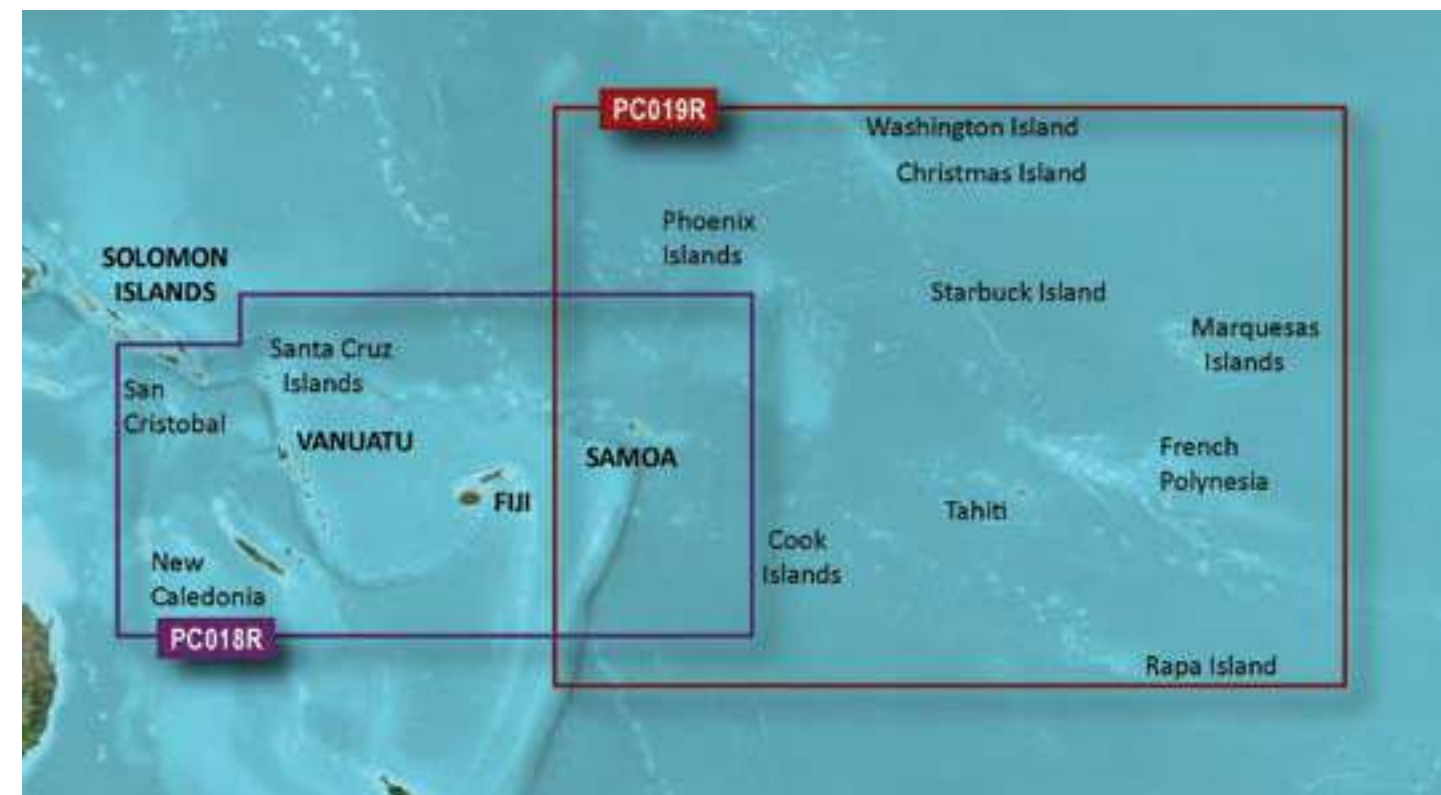 PC019R
Washington Island
Christmas Island
Phoenix
Islands
SOLOMON
ISLANDS
Starbuck Island
Marquesas
Islands
Santa Cruz
Islands
San
Cristobal
VANUATU
SAMOA
French
Polynesia
FIJI
Tahiti
Cook
Islands
New
Caledonia
PC018R
Rapa Island